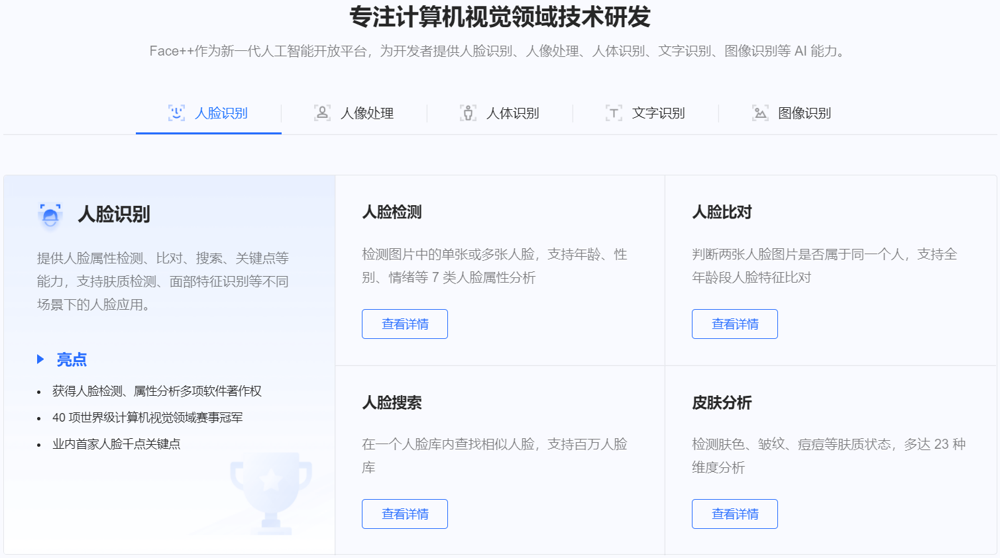 专注计算机视觉领域技术研发
Face++作为新一代人工智能开放平台，为开发者提供人脸识别、人像处理、人体识别、文字识别、图像识别等 AI 能力。
人脸识别
人像处理
人体识别
文字识别
图像识别
人脸识别
提供人脸属性检测、比对、搜索、关键点等
能力，支持肤质检测、面部特征识别等不同
场景下的人脸应用。
亮点
• 获得人脸检测、属性分析多项软件著作权
• 40 项世界级计算机视觉领域赛事冠军
• 业内首家人脸千点关键点
人脸检测
检测图片中的单张或多张人脸，支持年龄、性
别、情绪等 7 类人脸属性分析
查看详情
人脸比对
判断两张人脸图片是否属于同一个人，支持全
年龄段人脸特征比对
查看详情
人脸搜索
在一个人脸库内查找相似人脸，支持百万人脸
库
查看详情
皮肤分析
检测肤色、皱纹、痘痘等肤质状态，多达 23 种
维度分析
查看详情